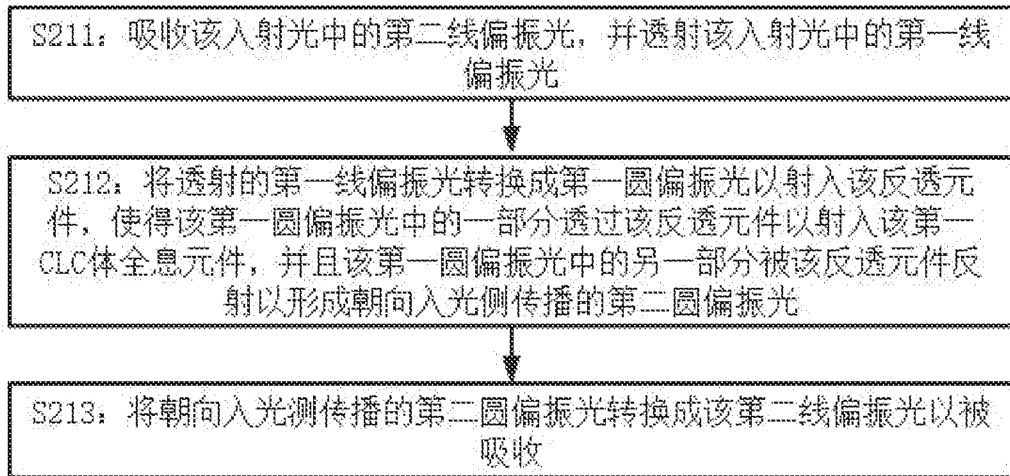 S211：吸收该入射光中的第二线偏振光，并透射该入射光中的第一线
偏振光
S212：将透射的第一线偏振光转换成第一圆偏振光以射入该反透元
件，使得该第一圆偏振光中的一部分透过该反透元件以射入该第一
CLC体全息元件，并且该第一圆偏振光中的另一部分被该反透元件反
射以形成朝向入光侧传播的第二圆偏振光
S213：将朝向入光测传播的第二圆偏振光转换成该第二线偏振光以被
吸收